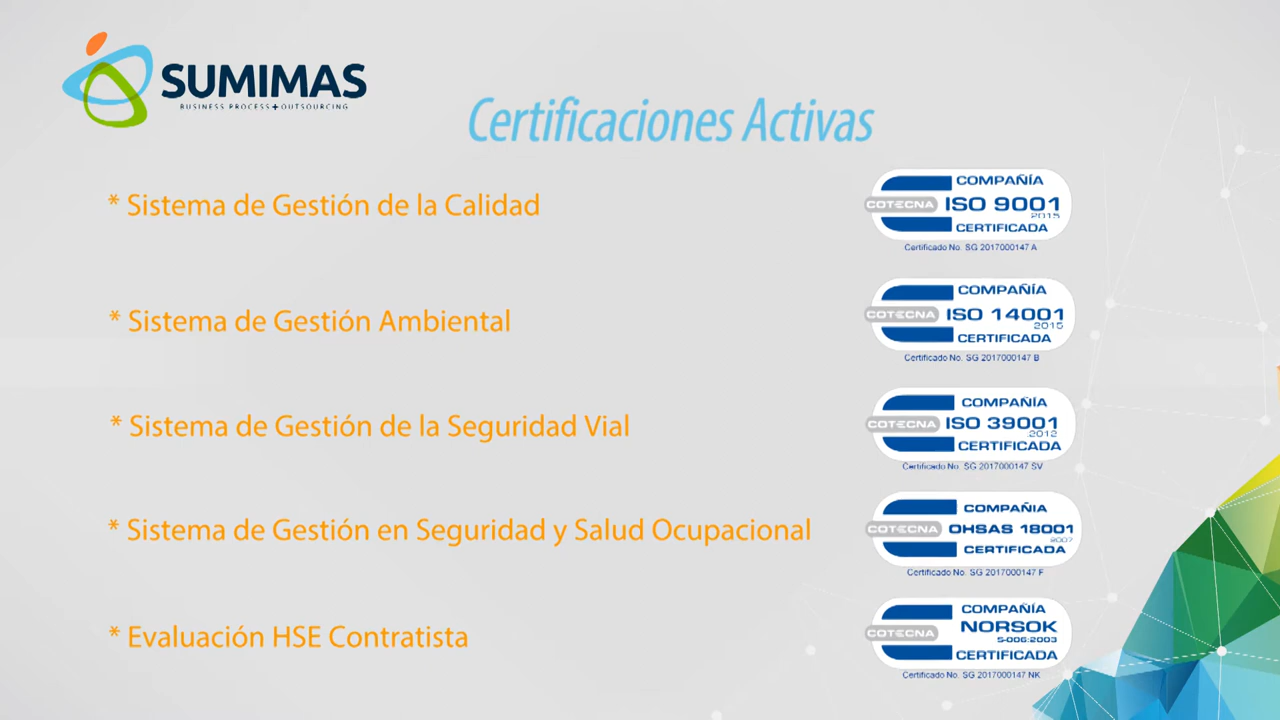 SUMIMAS
BUSINESS PROCESS + OUTSOURCING
Certificaciones Activas
* Sistema de Gestión de la Calidad
COMPAÑÍA
COTECNA ISO 9001
2015
CERTIFICADA
Certificado No. SG 2017000147 A
* Sistema de Gestión Ambiental
COMPAÑÍA
COTECNA ISO 14001
2015
CERTIFICADA
Certificado No. SG 2017000147 B
* Sistema de Gestión de la Seguridad Vial
COMPAÑÍA
COTECNA ISO 39001
2012
CERTIFICADA
Certificado No. SG 2017000147 SV
* Sistema de Gestión en Seguridad y Salud Ocupacional
COMPAÑIA
COTECNA OHSAS 18001
2007
CERTIFICADA
Certificado No. SG 2017000147 F
* Evaluación HSE Contratista
COMPAÑÍA
COTECNA NORSOK
S-006:2003
CERTIFICADA
Certificado No. SG 2017000147 NK